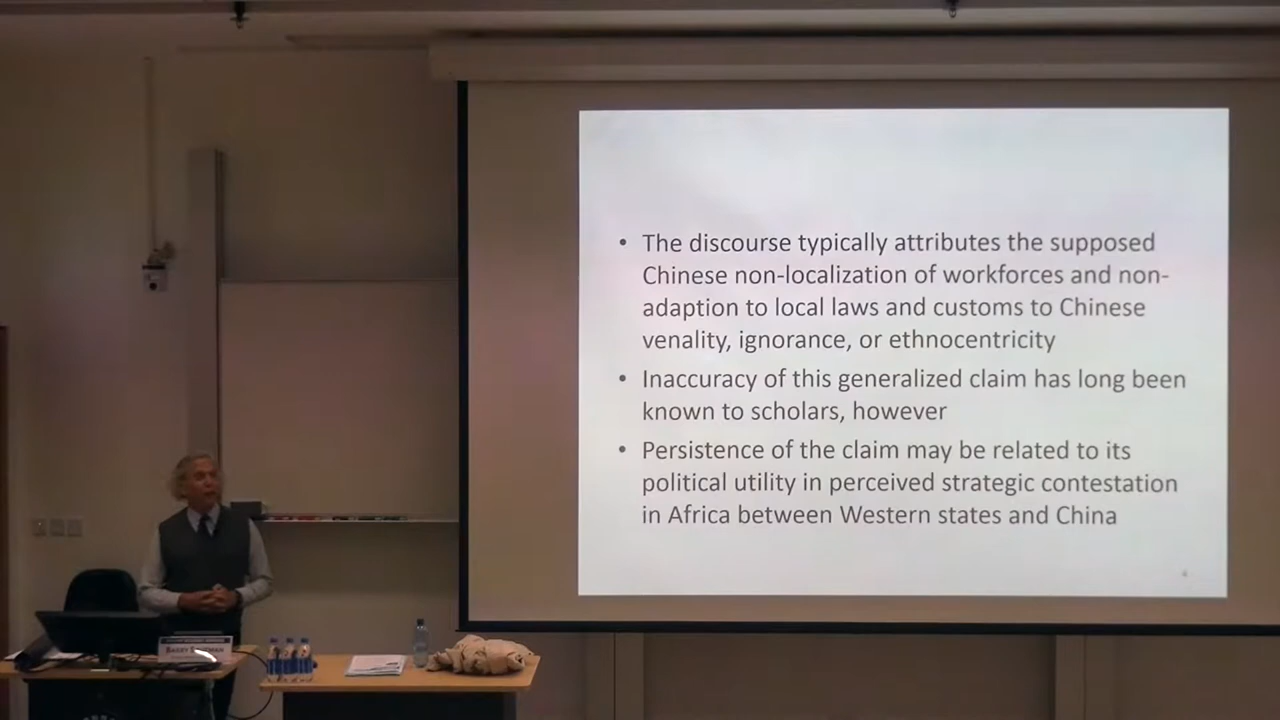 • The discourse typically attributes the supposed
Chinese non-localization of workforces and non-
adaption to local laws and customs to Chinese
venality, ignorance, or ethnocentricity
• Inaccuracy of this generalized claim has long been
known to scholars, however
• Persistence of the claim may be related to its
political utility in perceived strategic contestation
in Africa between Western states and China
4
BARRY